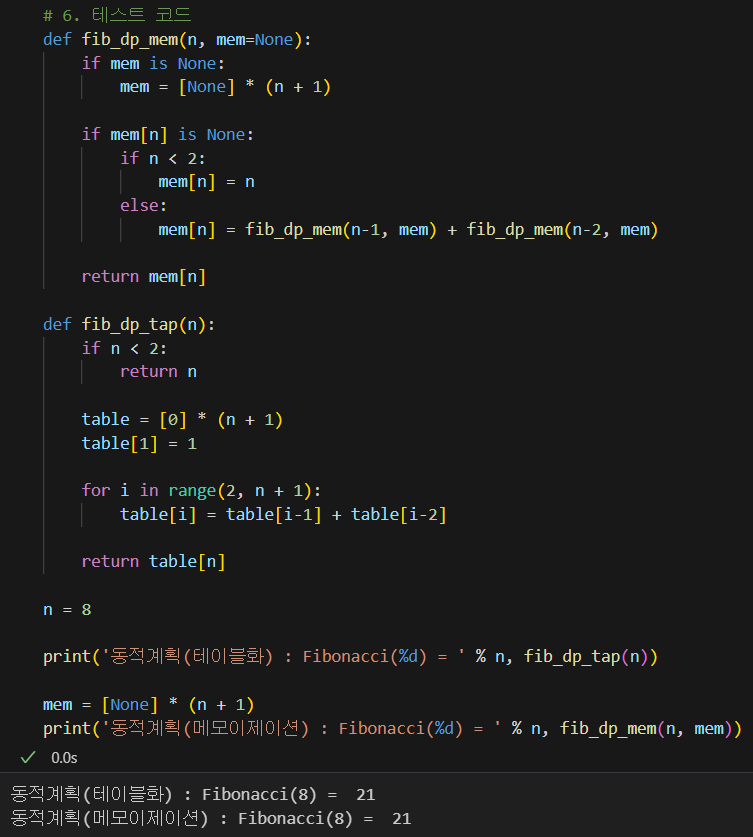 # 6. 테스트 코드
def fib_dp_mem(n, mem=None):
    if mem is None:
        mem = [None] * (n + 1)
    if mem[n] is None:
        if n < 2:
            mem[n] = n
        else:
            mem[n] = fib_dp_mem(n-1, mem) + fib_dp_mem(n-2, mem)
    return mem[n]
def fib_dp_tap(n):
    if n < 2:
        return n
    table = [0] * (n + 1)
    table[1] = 1
    for i in range(2, n + 1):
        table[i] = table[i-1] + table[i-2]
    return table[n]
n = 8
print('동적계획(테이블화) : Fibonacci(%d) = ' % n, fib_dp_tap(n))
mem = [None] * (n + 1)
print('동적계획(메모이제이션) : Fibonacci(%d) = ' % n, fib_dp_mem(n, mem))
0.0s
동적계획(테이블화) : Fibonacci(8) =  21
동적계획(메모이제이션) : Fibonacci(8) =  21